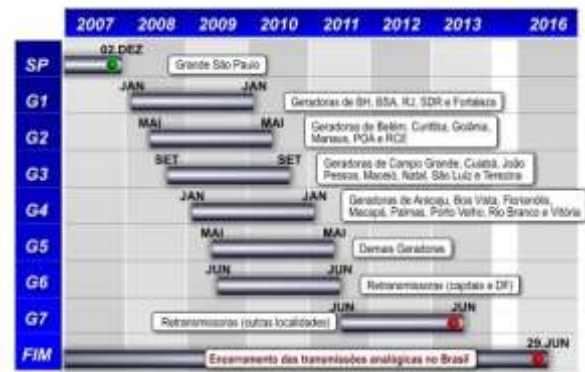 2007 2008 2009 2010 2011 2012 2013 2016
02.DEZ
SP Grande São Paulo
JAN JAN
G1 Geradoras de BH, BSA, RJ, SDR e Fortaleza
MAI MAI
G2 Geradoras de Belém, Curitiba, Goiânia,
Manaus, POA e RCE
SET SET
G3 Geradoras de Campo Grande, Cuiabá, João
Pessoa, Maceió, Natal, São Luiz e Teresina
JAN JAN
G4 Geradoras de Aracaju, Boa Vista, Florianólis,
Macapá, Palmas, Porto Velho, Rio Branco e Vitória
MAI MAI
G5 Demais Geradoras
JUN JUN
G6 Retransmissoras (capitais e DF)
JUN JUN
G7 Retransmissoras (outras localidades)
29.JUN
FIM Encerramento das transmissões analógicas no Brasil